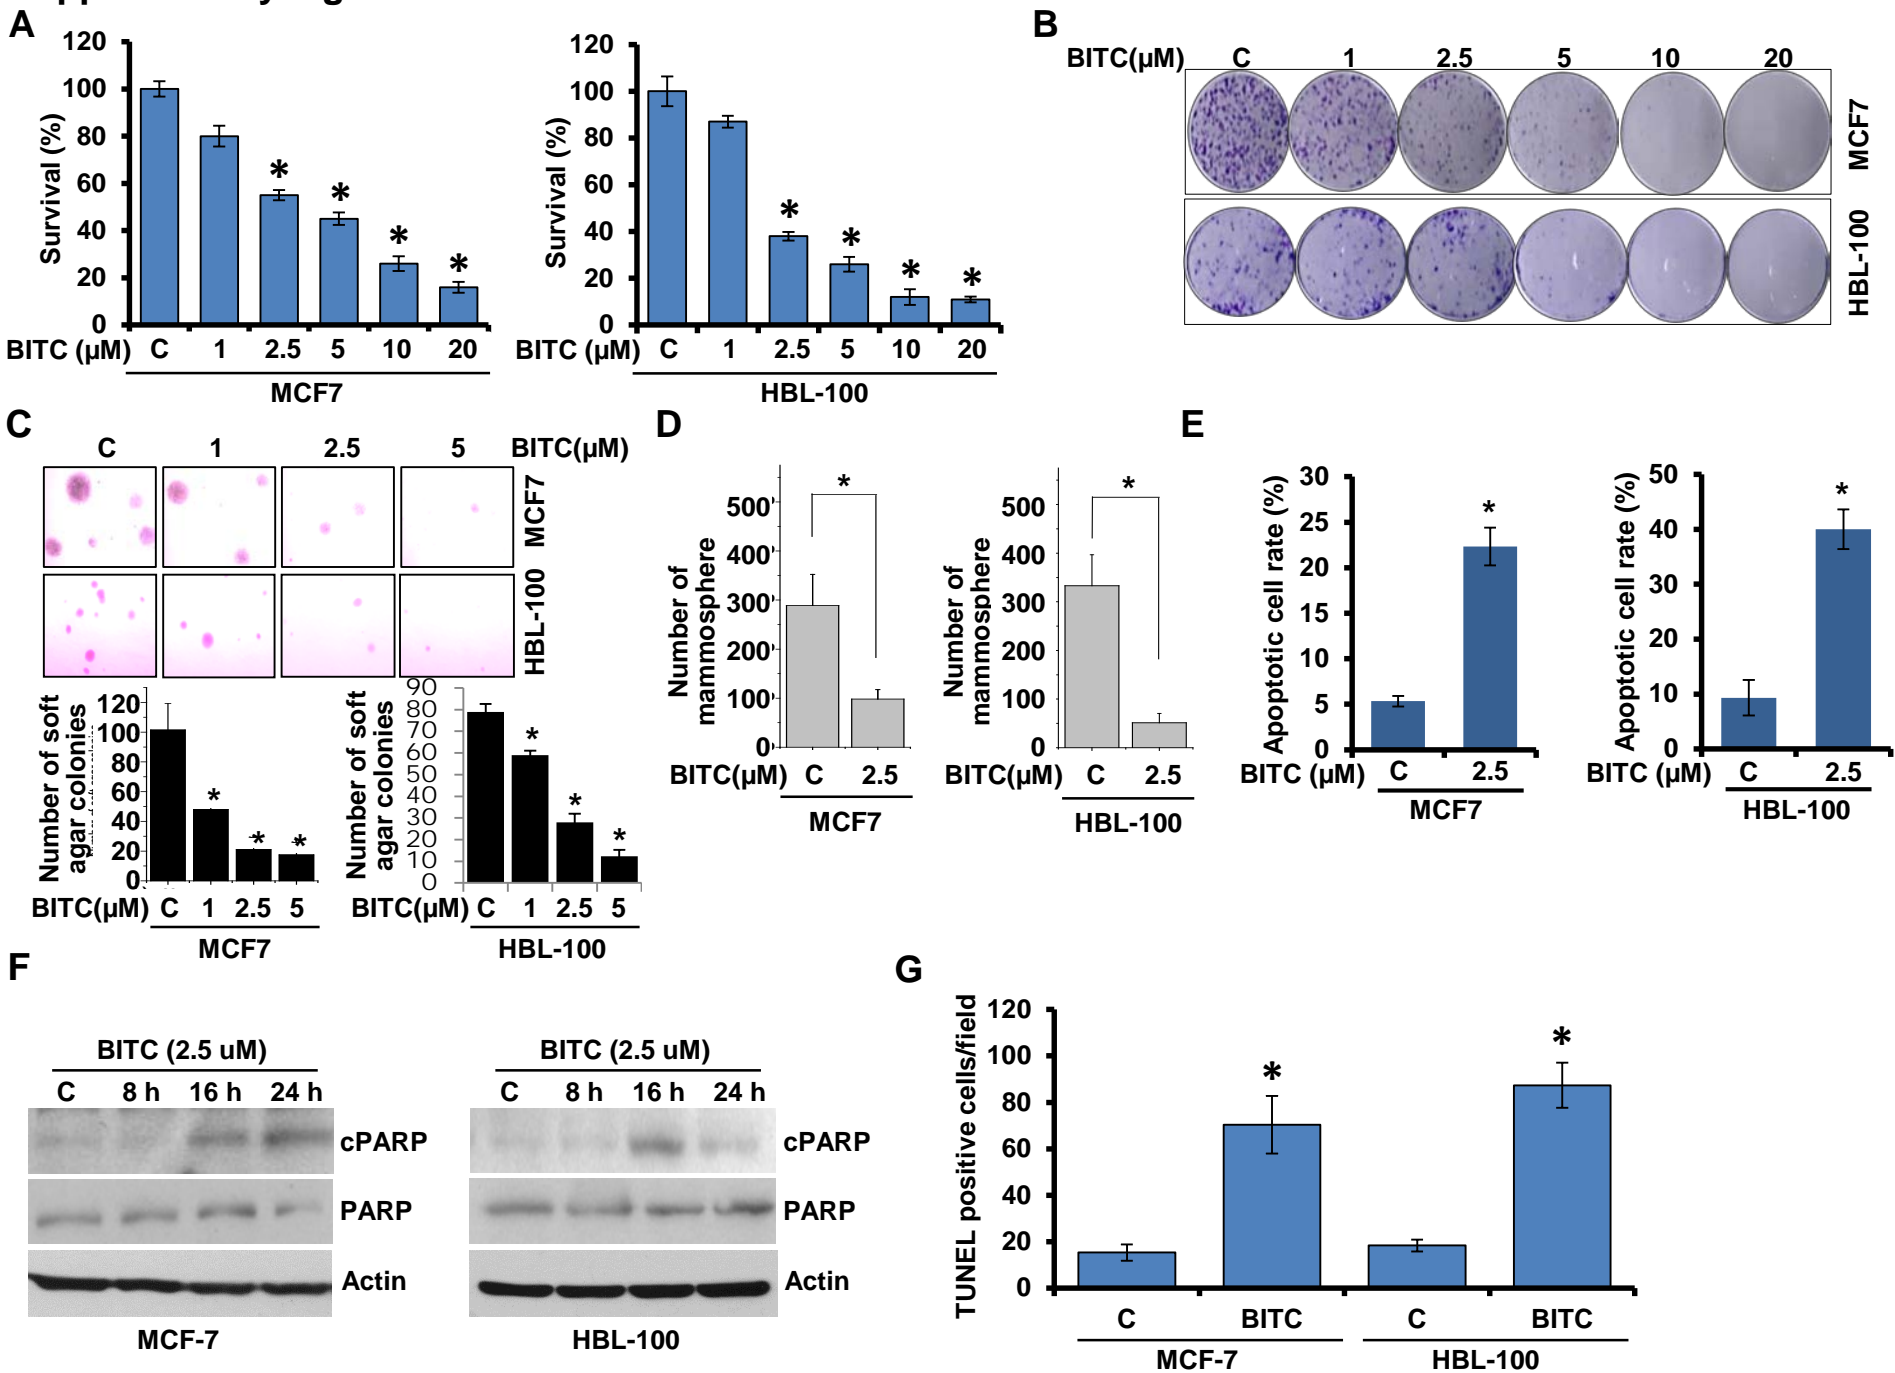 A
120
100
80
60
40
20
0
Survival (%)
* * * *
BITC (µM) C 1 2.5 5 10 20
MCF7
120
100
80
60
40
20
0
Survival (%)
* * * *
BITC (µM) C 1 2.5 5 10 20
HBL-100
B
BITC(µM) C 1 2.5 5 10 20
MCF7
HBL-100
C
C 1 2.5 5 BITC(µM)
MCF7
HBL-100
120
100
80
60
40
20
0
Number of soft
agar colonies
* * *
BITC(µM) C 1 2.5 5
MCF7
90
80
70
60
50
40
30
20
10
0
Number of soft
agar colonies
* * *
BITC(µM) C 1 2.5 5
HBL-100
D
500
400
300
200
100
0
Number of
mammosphere
*
BITC(µM) C 2.5
MCF7
500
400
300
200
100
0
Number of
mammosphere
*
BITC(µM) C 2.5
HBL-100
E
30
25
20
15
10
5
0
Apoptotic cell rate (%)
*
BITC (µM) C 2.5
MCF7
50
40
30
20
10
0
Apoptotic cell rate (%)
*
BITC (µM) C 2.5
HBL-100
F
BITC (2.5 uM)
C 8 h 16 h 24 h
cPARP
PARP
Actin
MCF-7
BITC (2.5 uM)
C 8 h 16 h 24 h
cPARP
PARP
Actin
HBL-100
G
120
100
80
60
40
20
0
TUNEL positive cells/field
* *
C BITC C BITC
MCF-7 HBL-100